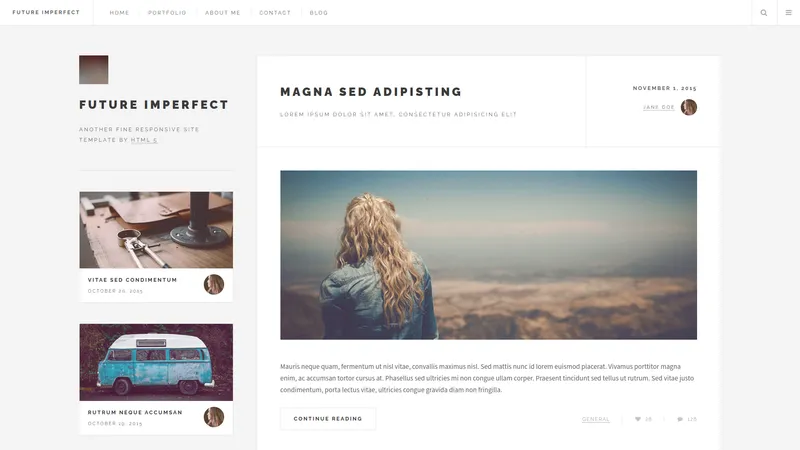 FUTURE IMPERFECT
HOME
PORTFOLIO
ABOUT ME
CONTACT
BLOG
FUTURE IMPERFECT
ANOTHER FINE RESPONSIVE SITE
TEMPLATE BY HTML 5
VITAE SED CONDIMENTUM
OCTOBER 20, 2015
RUTRUM NEQUE ACCUMSAN
OCTOBER 19, 2015
MAGNA SED ADIPISTING
LOREM IPSUM DOLOR SIT AMET, CONSECTETUR ADIPISICING ELIT
NOVEMBER 1, 2015
JANE DOE
Mauris neque quam, fermentum ut nisl vitae, convallis maximus nisl. Sed mattis nunc id lorem euismod placerat. Vivamus porttitor magna
enim, ac accumsan tortor cursus at. Phasellus sed ultricies mi non congue ullam corper. Praesent tincidunt sed tellus ut rutrum. Sed vitae justo
condimentum, porta lectus vitae, ultricies congue gravida diam non fringilla.
CONTINUE READING
GENERAL
28
128